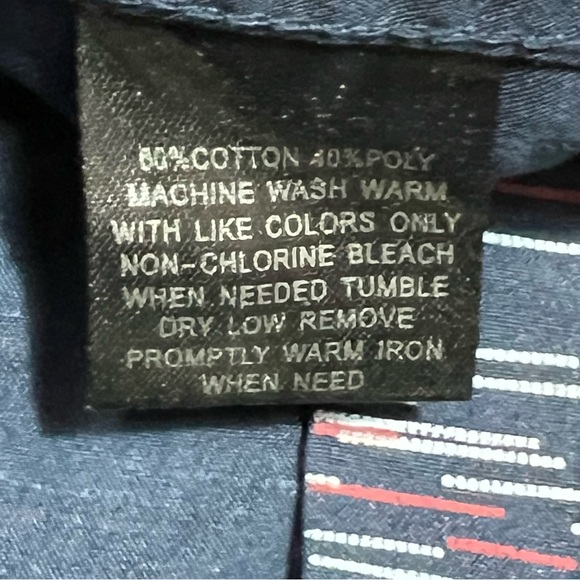 60%COTTON 40%POLY
MACHINE WASH WARM
WITH LIKE COLORS ONLY
NON-CHLORINE BLEACH
WHEN NEEDED TUMBLE
DRY LOW REMOVE
PROMPTLY WARM IRON
WHEN NEED